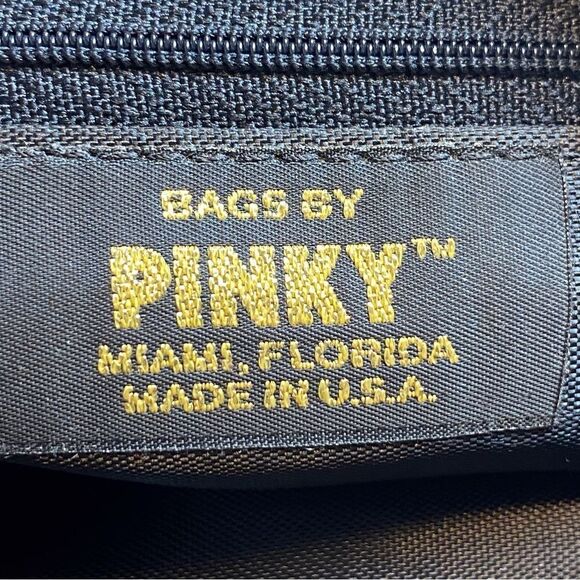 BAGS BY
PINKY™
MIAMI, FLORIDA
MADE IN U.S.A.